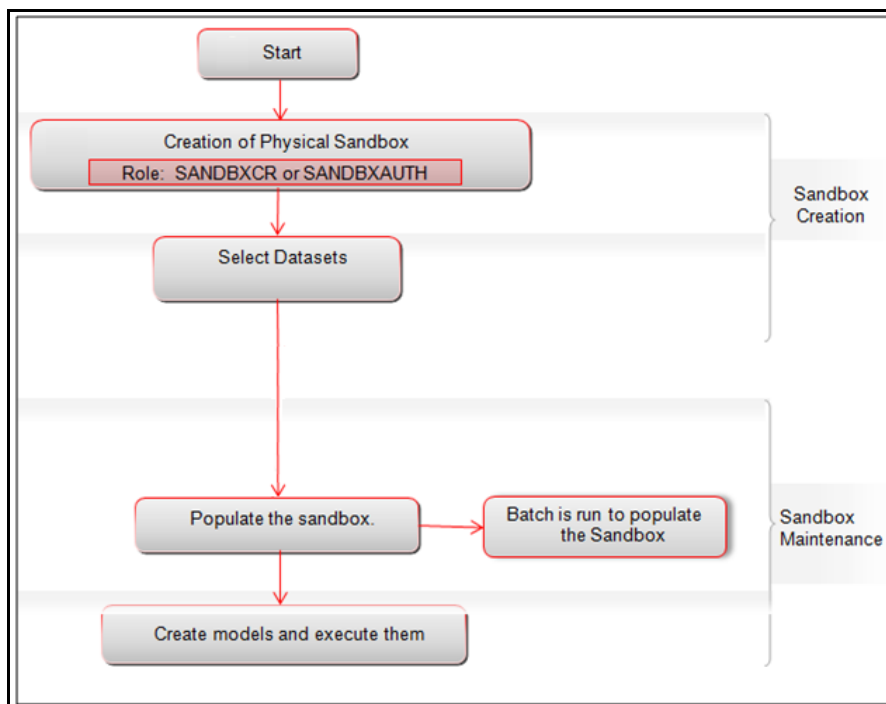 Start
Creation of Physical Sandbox
Role: SANDBXCR or SANDBXAUTH
Sandbox
Creation
Select Datasets
Populate the sandbox.
Batch is run to populate
the Sandbox
Sandbox
Maintenance
Create models and execute them